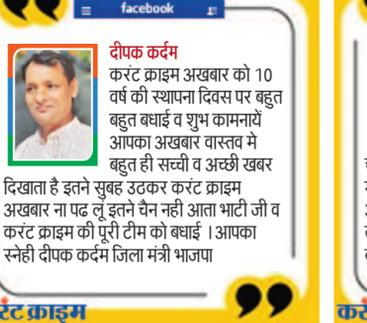 facebook
दीपक कर्दम
करंट क्राइम अखबार को 10
वर्ष की स्थापना दिवस पर बहुत
बहुत बधाई व शुभ कामनायें
आपका अखबार वास्तव मे
बहुत ही सच्ची व अच्छी खबर
दिखाता है इतने सुबह उठकर करंट क्राइम
अखबार ना पढ लूं इतने चैन नही आता भाटी जी व
करंट क्राइम की पूरी टीम को बधाई । आपका
स्नेही दीपक कर्दम जिला मंत्री भाजपा
रंट क्राइम